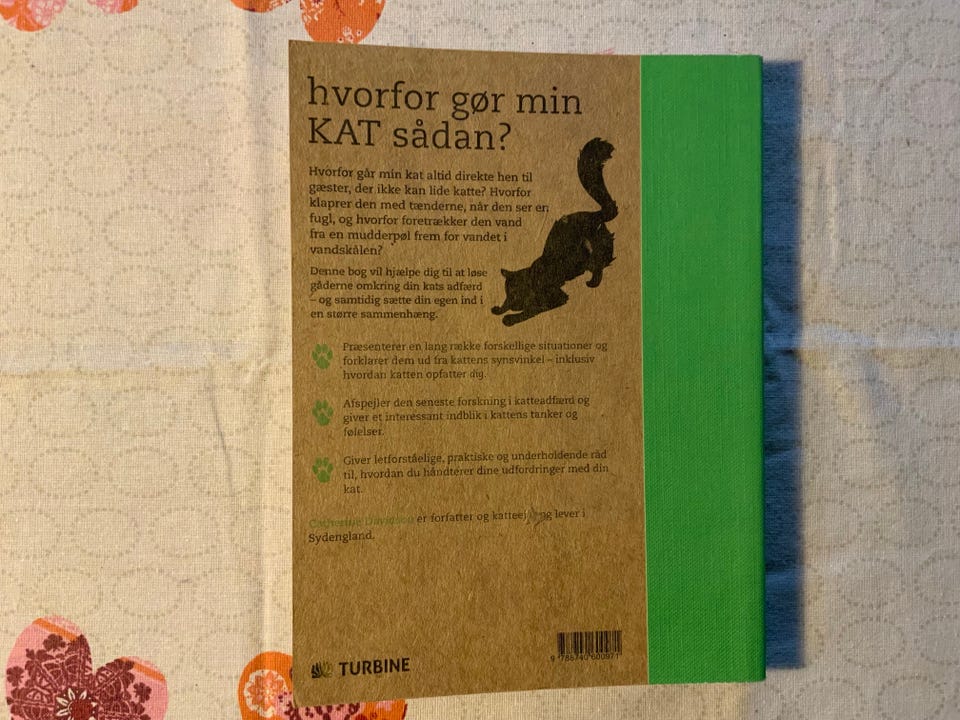 hvorfor gør min
KAT sådan?
Hvorfor går min kat altid direkte hen til
gæster, der ikke kan lide katte? Hvorfor
klaprer den med tænderne, når den ser en
fugl, og hvorfor foretrækker den vand
fra en mudderpøl frem for vandet i
vandskålen?
Denne bog vil hjælpe dig til at løse
gåderne omkring din kats adfærd
– og samtidig sætte din egen ind i
en større sammenhæng.
Præsenterer en lang række forskellige situationer og
forklarer dem ud fra kattens synsvinkel – inklusiv
hvordan katten opfatter dig.
Afspejler den seneste forskning i katteadfærd og
giver et interessant indblik i kattens tanker og
følelser.
Giver letforståelige, praktiske og underholdende råd
til, hvordan du håndterer dine udfordringer med din
kat.
Catherine Davidson er forfatter og lever i
Sydengland.
TURBINE
9 788740 600971